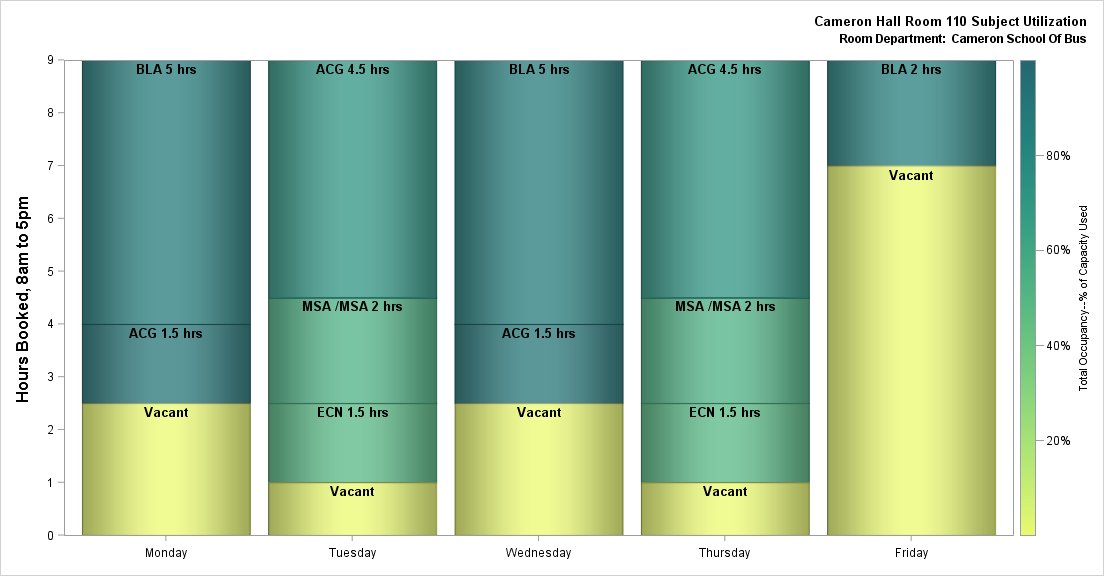 Cameron Hall Room 110 Subject Utilization
Room Department: Cameron School Of Bus
Hours Booked, 8am to 5pm
9
8
7
6
5
4
3
2
1
0
BLA 5 hrs
ACG 1.5 hrs
Vacant
Monday
ACG 4.5 hrs
MSA /MSA 2 hrs
ECN 1.5 hrs
Vacant
Tuesday
BLA 5 hrs
ACG 1.5 hrs
Vacant
Wednesday
ACG 4.5 hrs
MSA /MSA 2 hrs
ECN 1.5 hrs
Vacant
Thursday
BLA 2 hrs
Vacant
Friday
80%
60%
40%
20%
Total Occupancy--% of Capacity Used